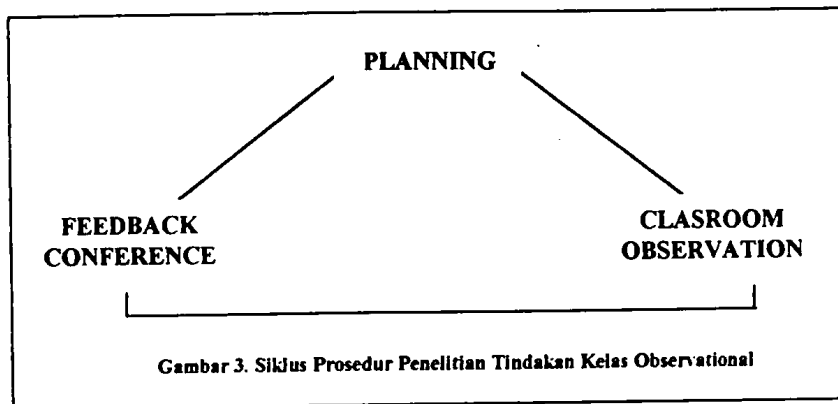 PLANNING
FEEDBACK
CONFERENCE
CLASROOM
OBSERVATION
Gambar 3. Siklus Prosedur Penelitian Tindakan Kelas Observational